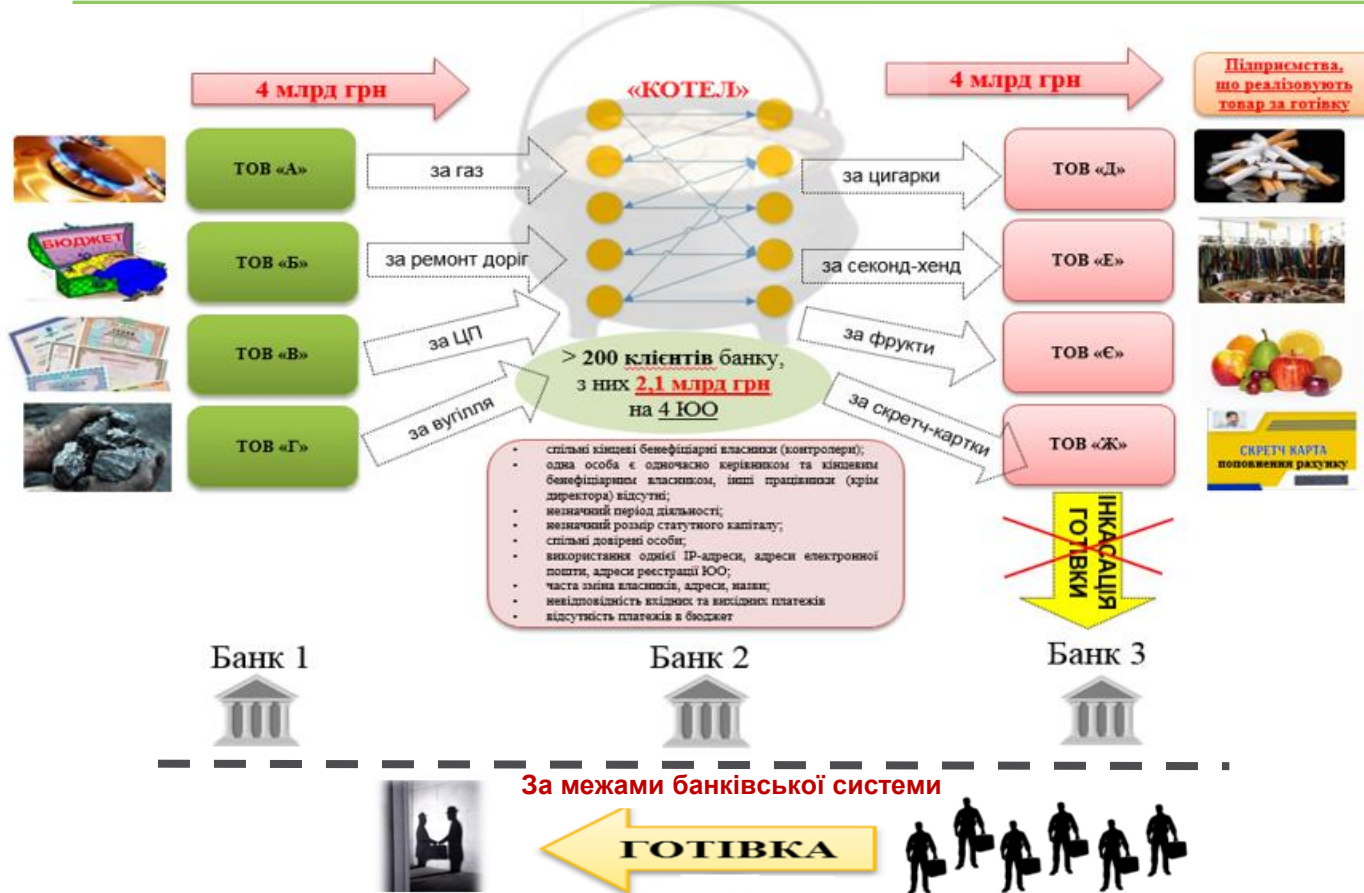 4 млрд грн
«КОТЕЛ»
4 млрд грн
Підприємства,
що реалізовують
товар за готівку
ТОВ «А»
за газ
за цигарки
ТОВ «Д»
БЮДЖЕТ
ТОВ «Б»
за ремонт доріг
за секонд-хенд
ТОВ «Е»
ТОВ «В»
за ЦП
за фрукти
ТОВ «Є»
> 200 клієнтів банку,
з них 2,1 млрд грн
на 4 ЮО
ТОВ «Г»
за вугілля
за скретч-картки
ТОВ «Ж»
СКРЕТЧ КАРТА
поповнення рахунку
• спільні кінцеві бенефіціарні власники (контролери);
• одна особа є одночасно керівником та кінцевим
бенефіціарним власником, інші працівники (крім
директора) відсутні;
• незначний період діяльності;
• незначний розмір статутного капіталу;
• спільні довірені особи;
• використання однієї IP-адреси, адреси електронної
пошти, адреси реєстрації ЮО;
• часта зміна власників, адреси, назви;
• невідповідність вхідних та вихідних платежів
• відсутність платежів в бюджет
ІНКАСАЦІЯ
ГОТІВКИ
Банк 1
Банк 2
Банк 3
За межами банківської системи
ГОТІВКА